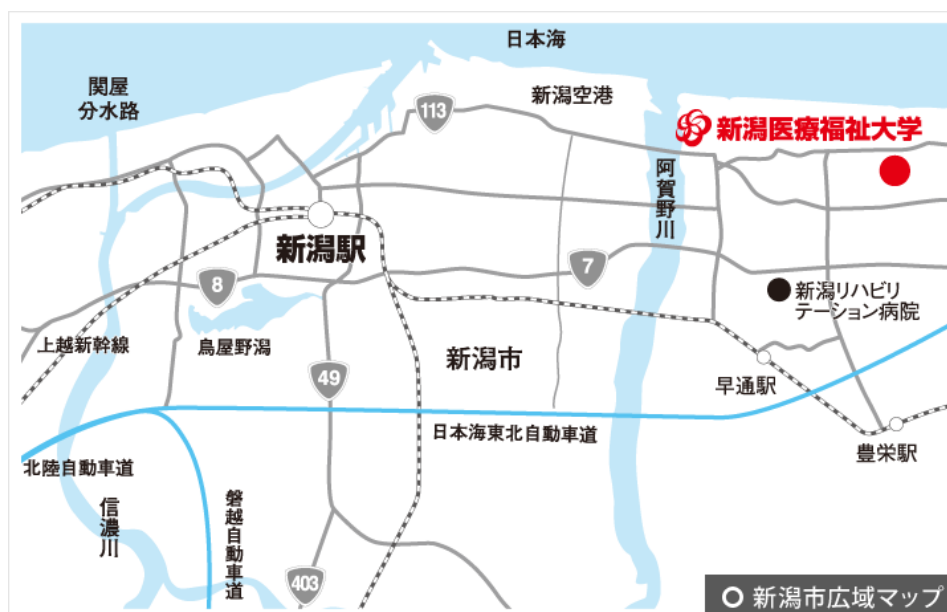 日本海
関屋
分水路
新潟空港
113
新潟医療福祉大学
阿賀野川
新潟駅
7
8
新潟リハビリ
テーション病院
上越新幹線
鳥屋野潟
新潟市
49
早通駅
日本海東北自動車道
豊栄駅
北陸自動車道
信濃川
磐越自動車道
403
新潟市広域マップ